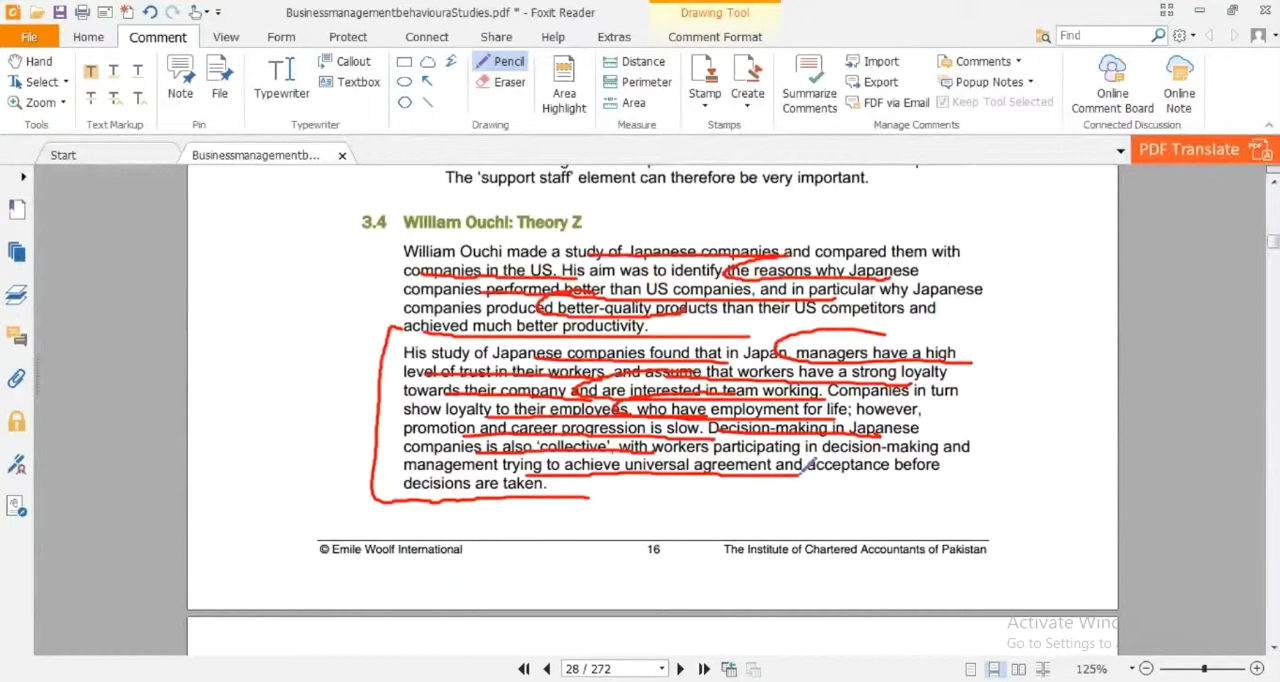 BusinessmanagementbehaviouraStudies.pdf * - Foxit Reader
Drawing Tool
File Home Comment View Form Protect Connect Share Help Extras Comment Format
Find
Hand
Select
Zoom
Tools
Text Markup
Note
File
Pin
Typewriter
Callout
Textbox
Typewriter
Pencil
Eraser
Drawing
Area Highlight
Distance
Perimeter
Area
Measure
Stamp
Create
Stamps
Summarize Comments
Import
Export
FDF via Email
Comments
Popup Notes
Keep Tool Selected
Manage Comments
Online Comment Board
Online Note
Connected Discussion
Start
Businessmanagementb...
PDF Translate
The 'support staff' element can therefore be very important.
3.4 William Ouchi: Theory Z
William Ouchi made a study of Japanese companies and compared them with
companies in the US. His aim was to identify the reasons why Japanese
companies performed better than US companies, and in particular why Japanese
companies produced better-quality products than their US competitors and
achieved much better productivity.
His study of Japanese companies found that in Japan, managers have a high
level of trust in their workers, and assume that workers have a strong loyalty
towards their company and are interested in team working. Companies in turn
show loyalty to their employees, who have employment for life; however,
promotion and career progression is slow. Decision-making in Japanese
companies is also 'collective', with workers participating in decision-making and
management trying to achieve universal agreement and acceptance before
decisions are taken.
© Emile Woolf International 16 The Institute of Chartered Accountants of Pakistan
Activate
Go to Settings to
28 / 272
125%